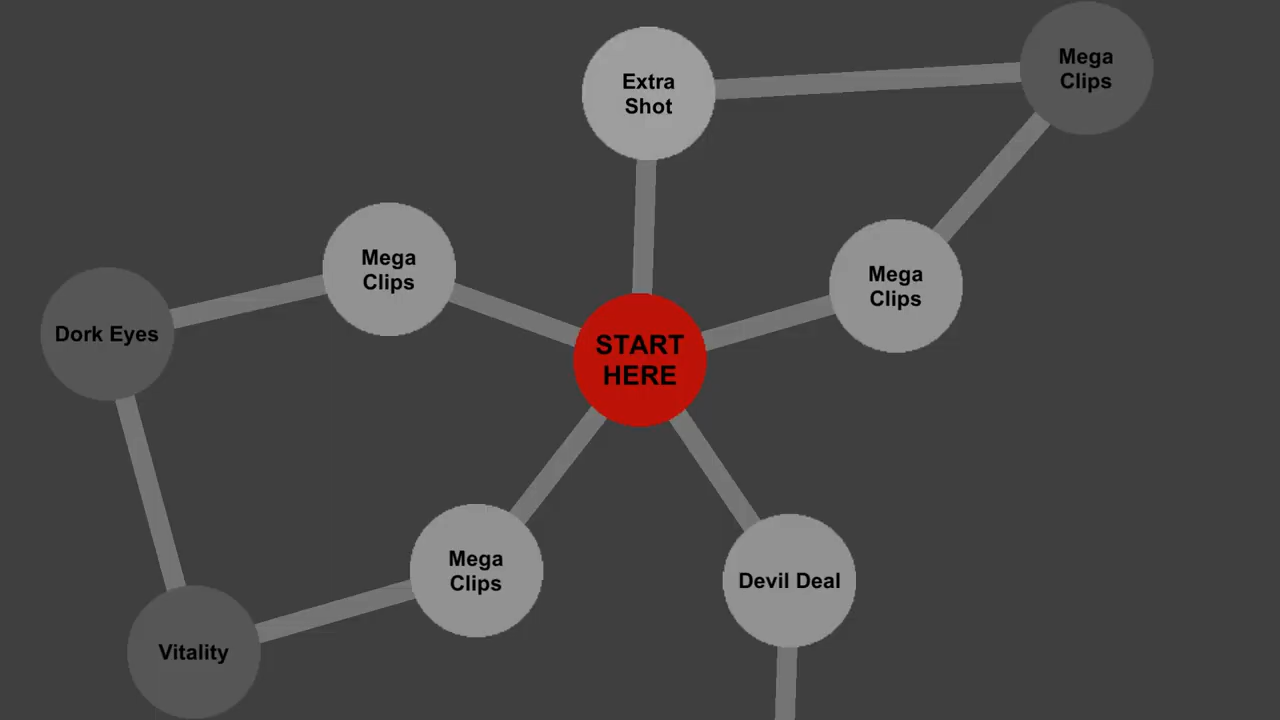 Extra
Shot
Mega
Clips
Mega
Clips
Mega
Clips
Dork Eyes
START
HERE
Mega
Clips
Devil Deal
Vitality